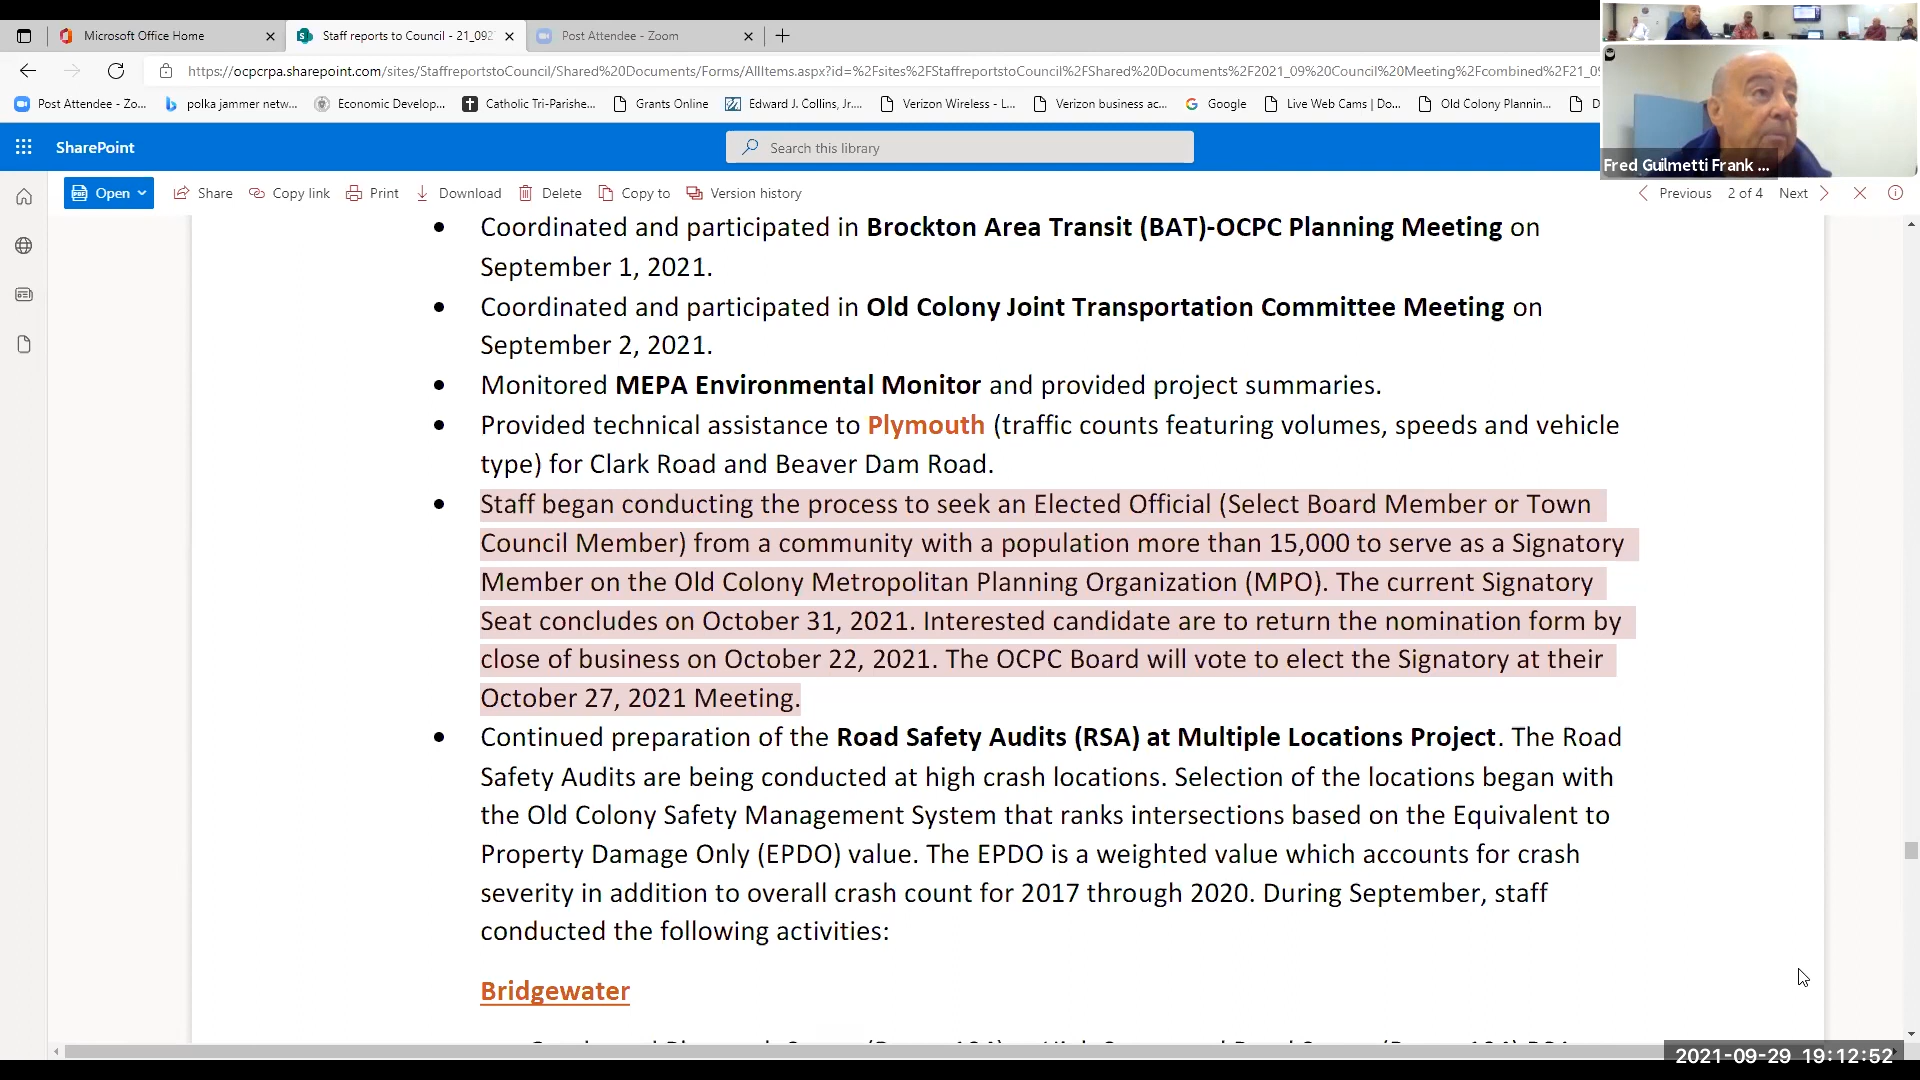 Microsoft Office Home
Staff reports to Council - 21_092
Post Attendee - Zoom
https://ocpcrpa.sharepoint.com/sites/StaffreportstoCouncil/Shared%20Documents/Forms/AllItems.aspx?id=%2Fsites%2FStaffreportstoCouncil%2FShared%20Documents%2F2021_09%20Council%20Meeting%2Fcombined%2F21_0
Post Attendee - Zo...
polka jammer netw...
Economic Develop...
Catholic Tri-Parishe...
Grants Online
Edward J. Collins, Jr....
Verizon Wireless - L...
Verizon business ac...
Google
Live Web Cams | Do...
Old Colony Plannin...
SharePoint
Search this library
Fred Guilmetti Frank ...
Open
Share
Copy link
Print
Download
Delete
Copy to
Version history
Previous
2 of 4
Next
• Coordinated and participated in Brockton Area Transit (BAT)-OCPC Planning Meeting on
September 1, 2021.
• Coordinated and participated in Old Colony Joint Transportation Committee Meeting on
September 2, 2021.
• Monitored MEPA Environmental Monitor and provided project summaries.
• Provided technical assistance to Plymouth (traffic counts featuring volumes, speeds and vehicle
type) for Clark Road and Beaver Dam Road.
• Staff began conducting the process to seek an Elected Official (Select Board Member or Town
Council Member) from a community with a population more than 15,000 to serve as a Signatory
Member on the Old Colony Metropolitan Planning Organization (MPO). The current Signatory
Seat concludes on October 31, 2021. Interested candidate are to return the nomination form by
close of business on October 22, 2021. The OCPC Board will vote to elect the Signatory at their
October 27, 2021 Meeting.
• Continued preparation of the Road Safety Audits (RSA) at Multiple Locations Project. The Road
Safety Audits are being conducted at high crash locations. Selection of the locations began with
the Old Colony Safety Management System that ranks intersections based on the Equivalent to
Property Damage Only (EPDO) value. The EPDO is a weighted value which accounts for crash
severity in addition to overall crash count for 2017 through 2020. During September, staff
conducted the following activities:
Bridgewater
2021-09-29 19:12:52